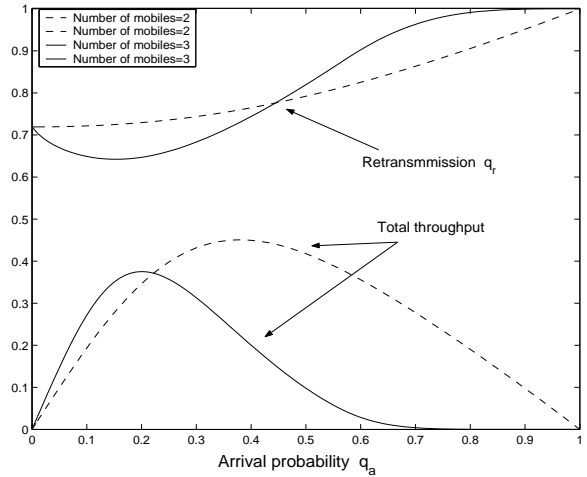 1
0.9
0.8
0.7
0.6
0.5
0.4
0.3
0.2
0.1
0
Number of mobiles=2
Number of mobiles=2
Number of mobiles=3
Number of mobiles=3
Retransmmission q_r
Total throughput
0 0.1 0.2 0.3 0.4 0.5 0.6 0.7 0.8 0.9 1
Arrival probability q_a